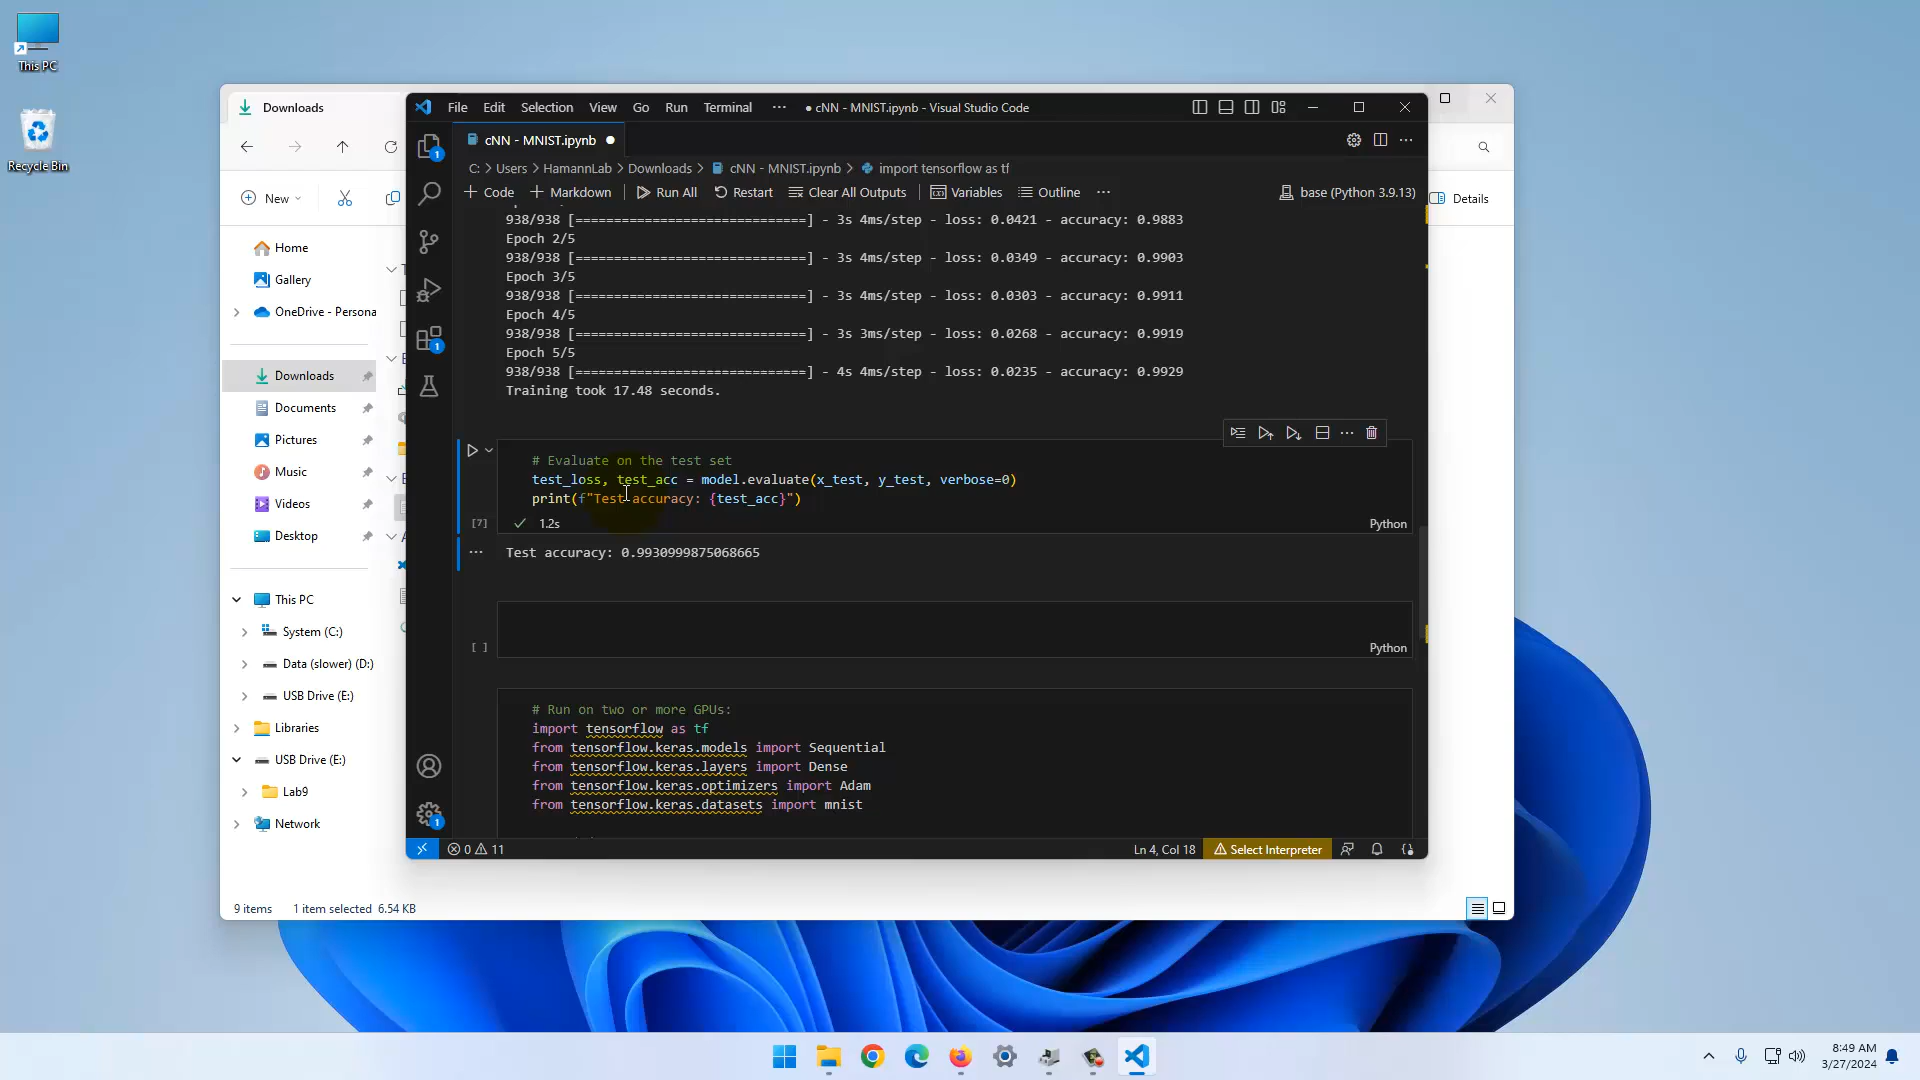 This PC
Recycle Bin
Downloads
New
Details
Home
Gallery
OneDrive - Persona
Downloads
Documents
Pictures
Music
Videos
Desktop
This PC
System (C:)
Data (slower) (D:)
USB Drive (E:)
Libraries
USB Drive (E:)
Lab9
Network
9 items 1 item selected 6.54 KB
File Edit Selection View Go Run Terminal ··· ● cNN - MNIST.ipynb - Visual Studio Code
cNN - MNIST.ipynb ●
C: > Users > HamannLab > Downloads > cNN - MNIST.ipynb > import tensorflow as tf
+ Code + Markdown Run All Restart Clear All Outputs Variables Outline ··· base (Python 3.9.13)
938/938 [==============================] - 3s 4ms/step - loss: 0.0421 - accuracy: 0.9883
Epoch 2/5
938/938 [==============================] - 3s 4ms/step - loss: 0.0349 - accuracy: 0.9903
Epoch 3/5
938/938 [==============================] - 3s 4ms/step - loss: 0.0303 - accuracy: 0.9911
Epoch 4/5
938/938 [==============================] - 3s 3ms/step - loss: 0.0268 - accuracy: 0.9919
Epoch 5/5
938/938 [==============================] - 4s 4ms/step - loss: 0.0235 - accuracy: 0.9929
Training took 17.48 seconds.
# Evaluate on the test set
test_loss, test_acc = model.evaluate(x_test, y_test, verbose=0)
print(f"Test accuracy: {test_acc}")
[7] 1.2s Python
Test accuracy: 0.9930999875068665
[ ] Python
# Run on two or more GPUs:
import tensorflow as tf
from tensorflow.keras.models import Sequential
from tensorflow.keras.layers import Dense
from tensorflow.keras.optimizers import Adam
from tensorflow.keras.datasets import mnist
0 11 Ln 4, Col 18 Select Interpreter
8:49 AM
3/27/2024